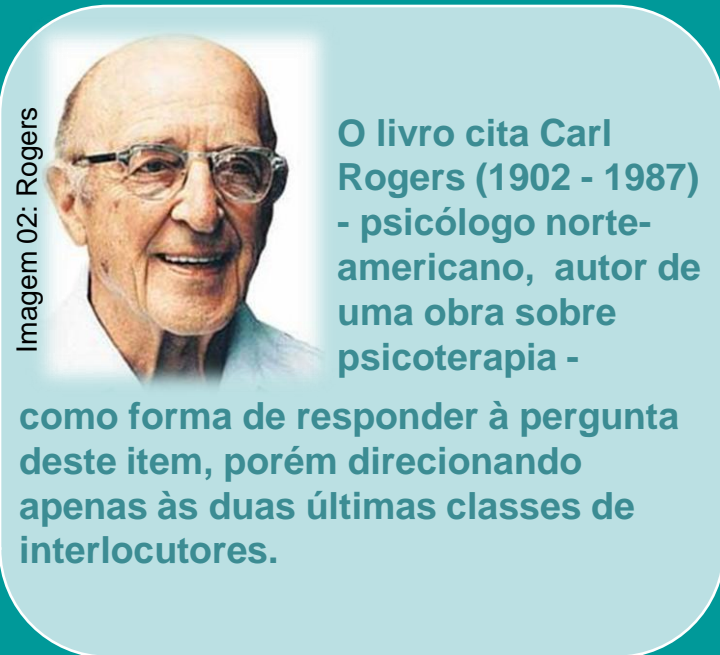 Imagem 02: Rogers
O livro cita Carl
Rogers (1902 - 1987)
- psicólogo norte-
americano,  autor de
uma obra sobre
psicoterapia -
como forma de responder à pergunta
deste item, porém direcionando
apenas às duas últimas classes de
interlocutores.